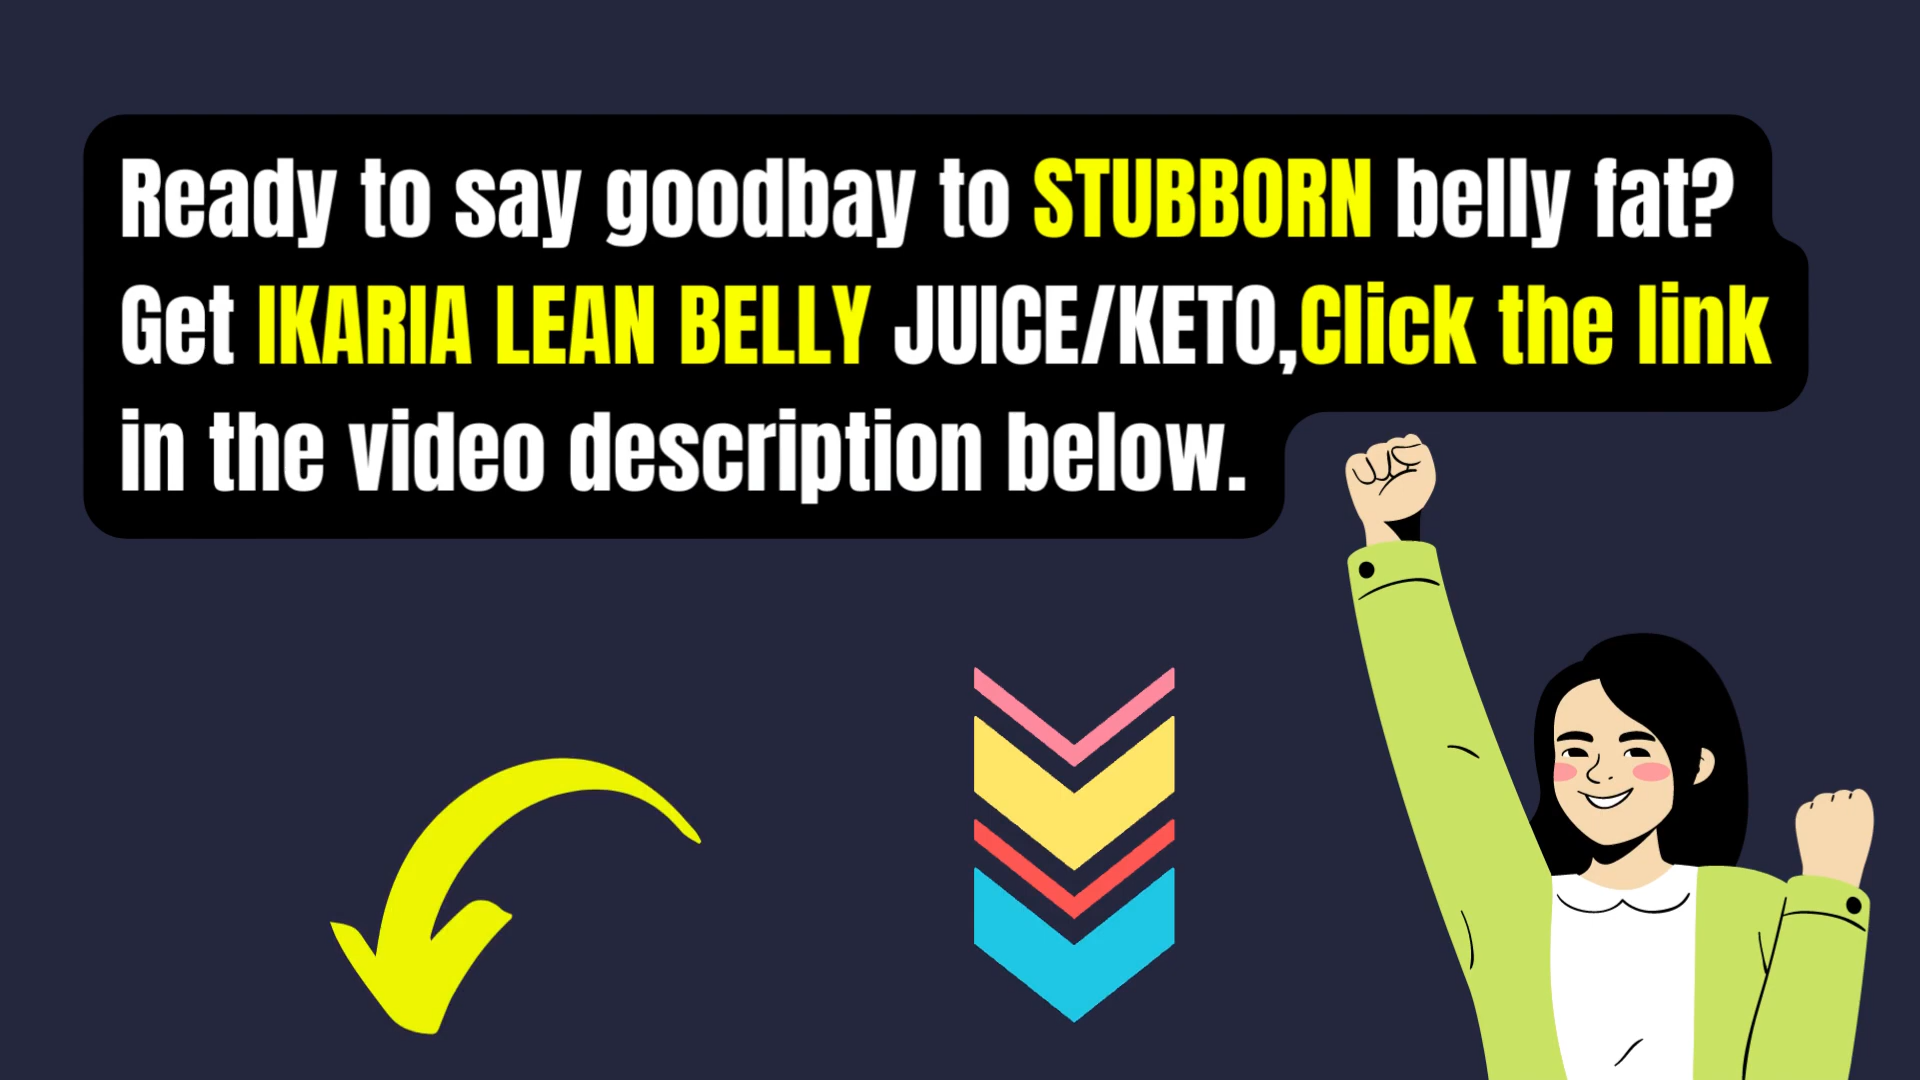 Ready to say goodbay to STUBBORN belly fat?
Get IKARIA LEAN BELLY JUICE/KETO,Click the link
in the video description below.